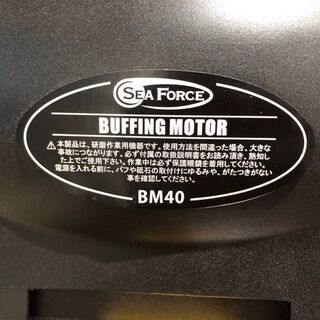 SEA FORCE
BUFFING MOTOR
⚠本製品は、研磨作業用機器です。使用方法を間違った場合、大きな
事故につながります。必ず付属の取扱説明書をお読み頂き、熟知し
た上でご使用下さい。作業中は必ず保護眼鏡を着用してください。
電源を入れる前に、バフや砥石の取付けにゆるみや、がたつきがない
事を確認してください。
BM40